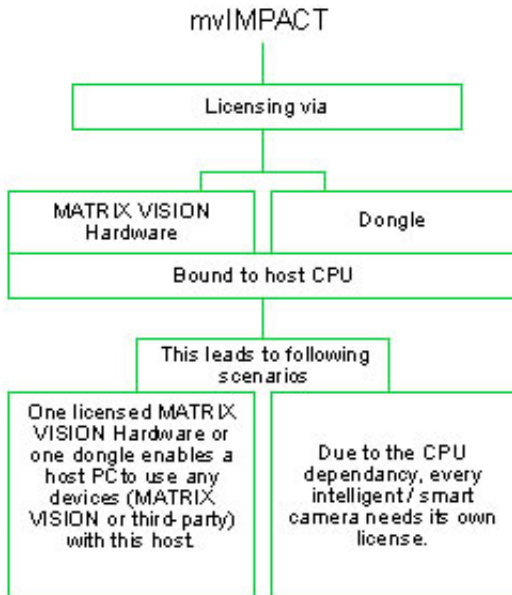 mvIMPACT
Licensing via
MATRIX VISION
Hardware
Dongle
Bound to host CPU
This leads to following
scenarios
One licensed MATRIX
VISION Hardware or
one dongle enables a
host PC to use any
devices (MATRIX
VISION or third-party)
with this host.
Due to the CPU
dependancy, every
intelligent / smart
camera needs its own
license.